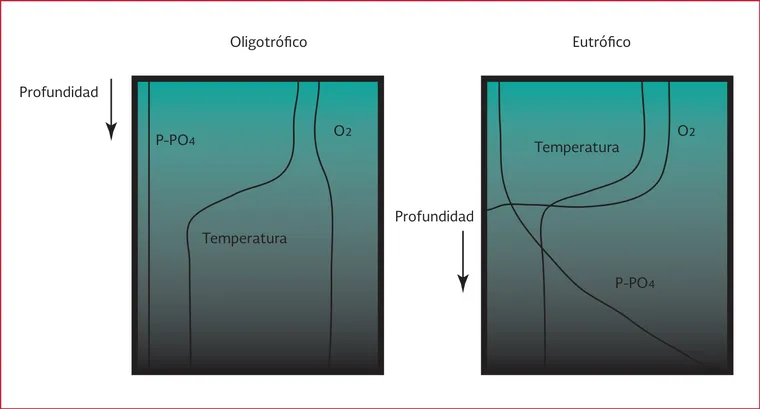 Oligotrófico
Profundidad
P-PO4
O2
Temperatura
Eutrófico
Temperatura
O2
Profundidad
P-PO4